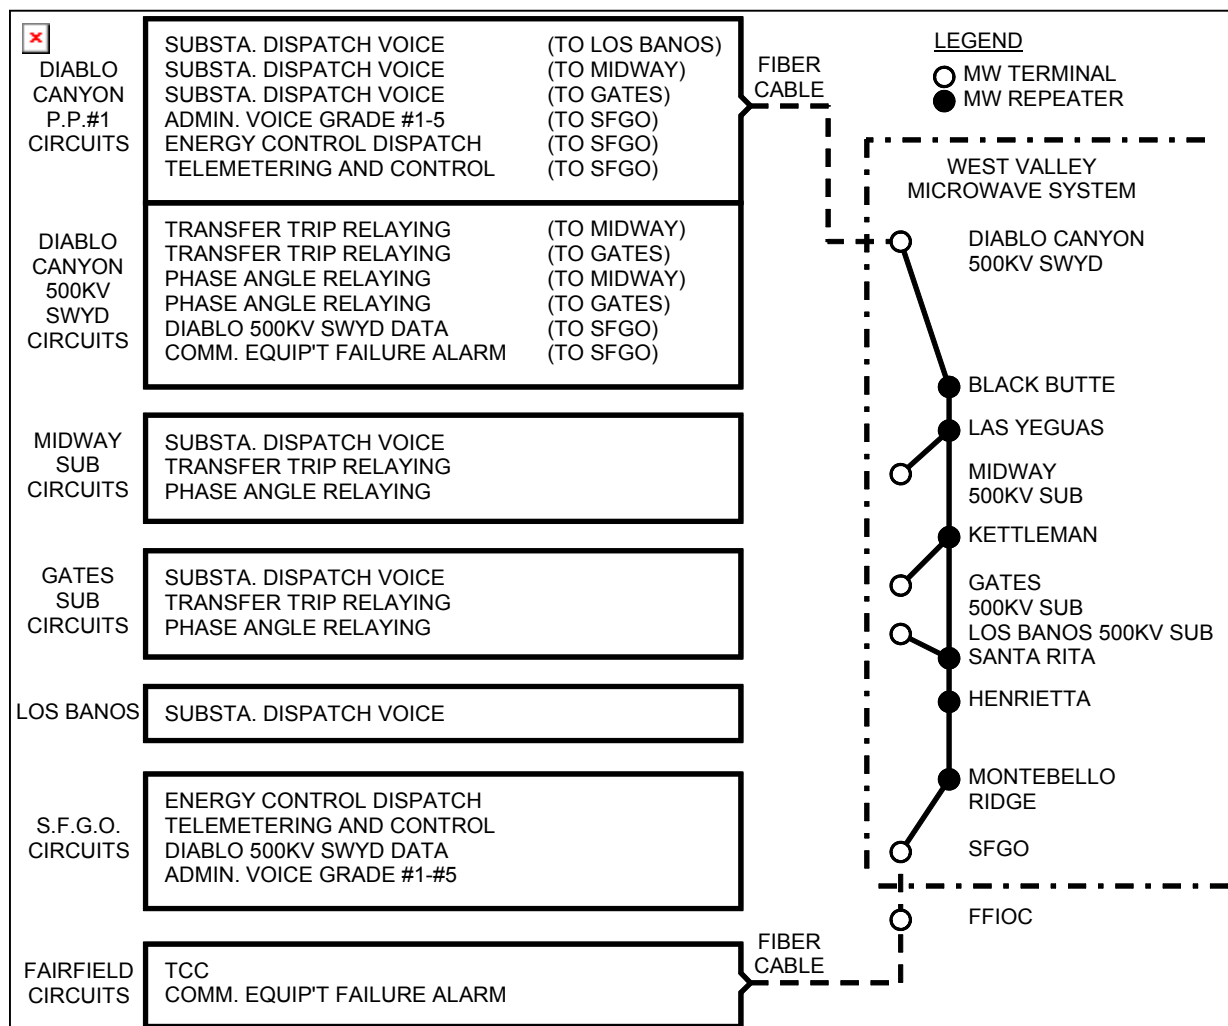 DIABLO
CANYON
P.P.#1
CIRCUITS
SUBSTA. DISPATCH VOICE (TO LOS BANOS)
SUBSTA. DISPATCH VOICE (TO MIDWAY)
SUBSTA. DISPATCH VOICE (TO GATES)
ADMIN. VOICE GRADE #1-5 (TO SFGO)
ENERGY CONTROL DISPATCH (TO SFGO)
TELEMETERING AND CONTROL (TO SFGO)
DIABLO
CANYON
500KV
SWYD
CIRCUITS
TRANSFER TRIP RELAYING (TO MIDWAY)
TRANSFER TRIP RELAYING (TO GATES)
PHASE ANGLE RELAYING (TO MIDWAY)
PHASE ANGLE RELAYING (TO GATES)
DIABLO 500KV SWYD DATA (TO SFGO)
COMM. EQUIP'T FAILURE ALARM (TO SFGO)
MIDWAY
SUB
CIRCUITS
SUBSTA. DISPATCH VOICE
TRANSFER TRIP RELAYING
PHASE ANGLE RELAYING
GATES
SUB
CIRCUITS
SUBSTA. DISPATCH VOICE
TRANSFER TRIP RELAYING
PHASE ANGLE RELAYING
LOS BANOS
SUBSTA. DISPATCH VOICE
S.F.G.O.
CIRCUITS
ENERGY CONTROL DISPATCH
TELEMETERING AND CONTROL
DIABLO 500KV SWYD DATA
ADMIN. VOICE GRADE #1-#5
FAIRFIELD
CIRCUITS
TCC
COMM. EQUIP'T FAILURE ALARM
FIBER
CABLE
FIBER
CABLE
LEGEND
MW TERMINAL
MW REPEATER
WEST VALLEY
MICROWAVE SYSTEM
DIABLO CANYON
500KV SWYD
BLACK BUTTE
LAS YEGUAS
MIDWAY
500KV SUB
KETTLEMAN
GATES
500KV SUB
LOS BANOS 500KV SUB
SANTA RITA
HENRIETTA
MONTEBELLO
RIDGE
SFGO
FFIOC